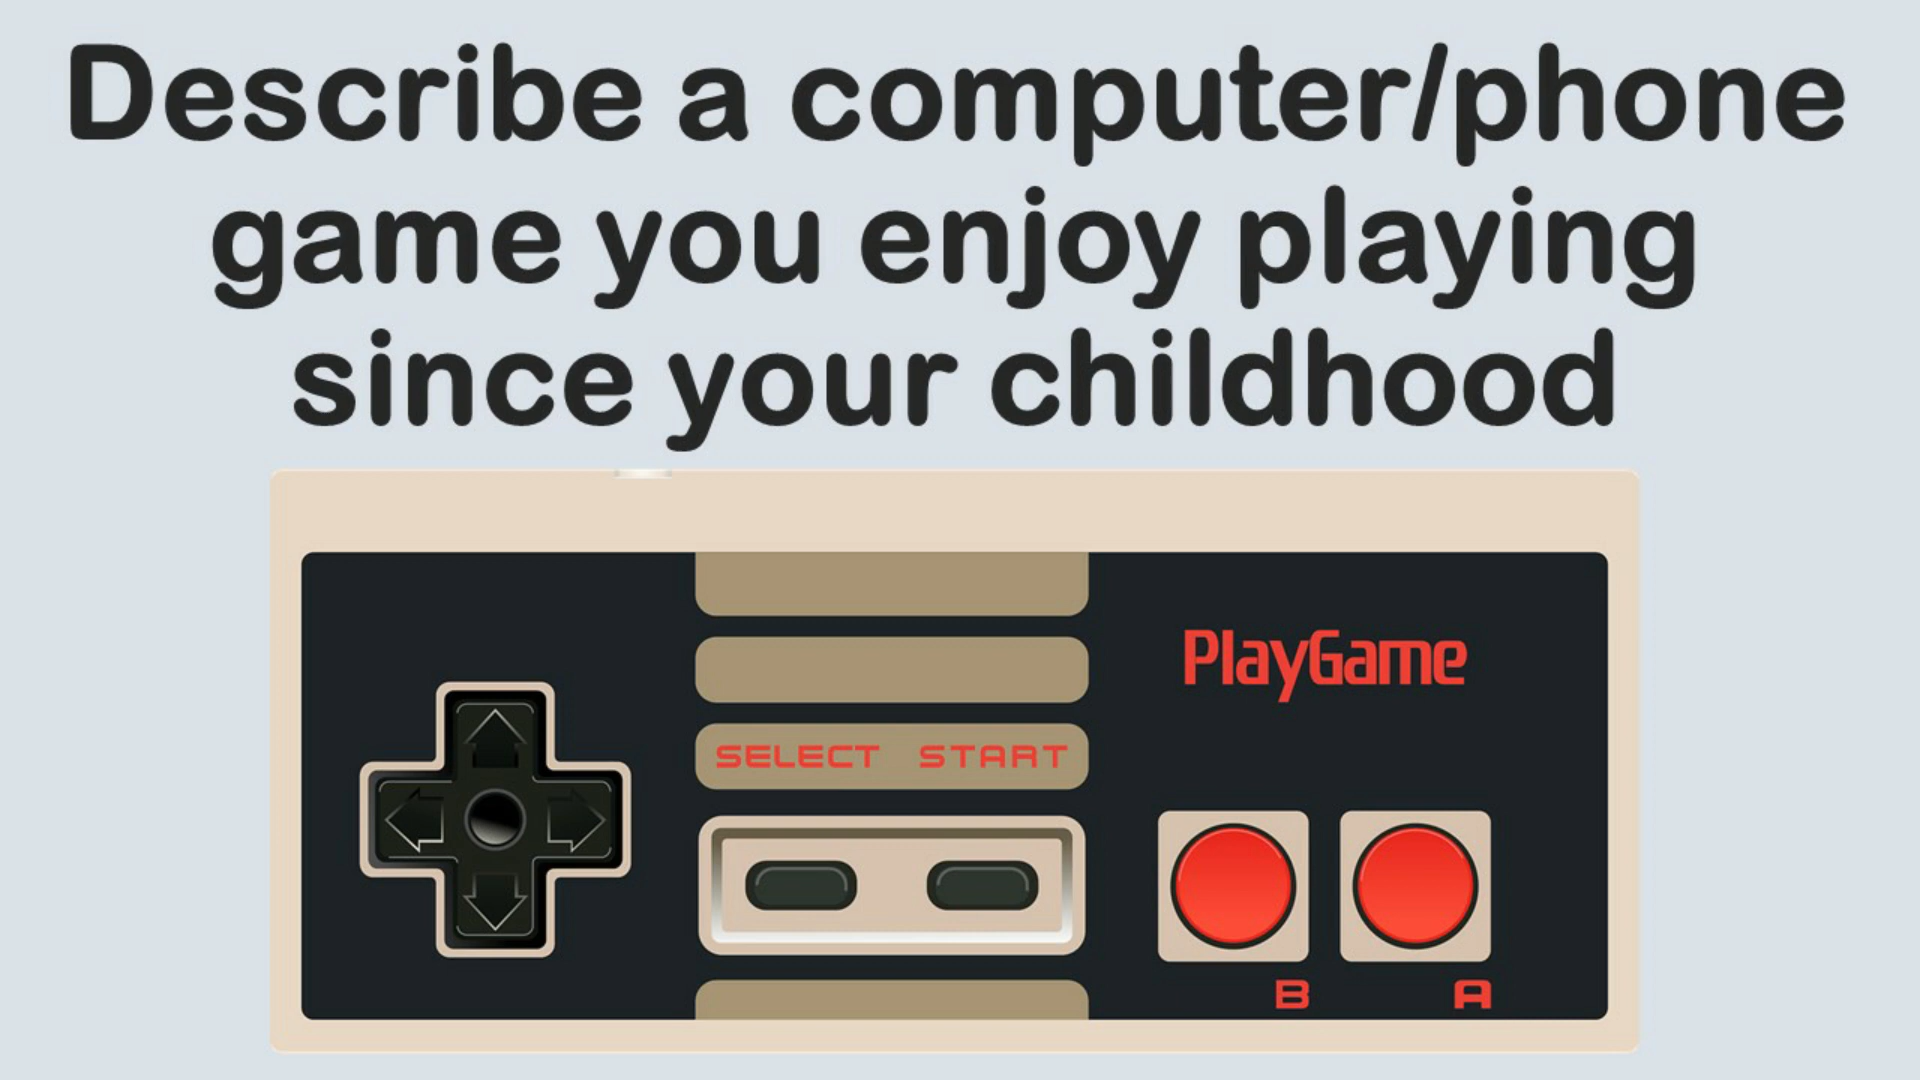 Describe a computer/phone
game you enjoy playing
since your childhood
PlayGame
SELECT START
B A